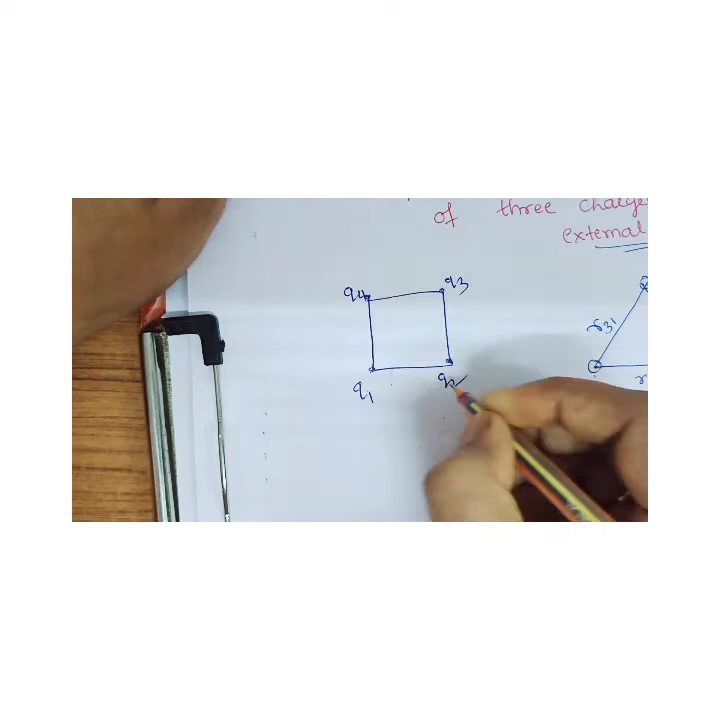 of three charge
external
q4 q3
r31
q1 q2
r